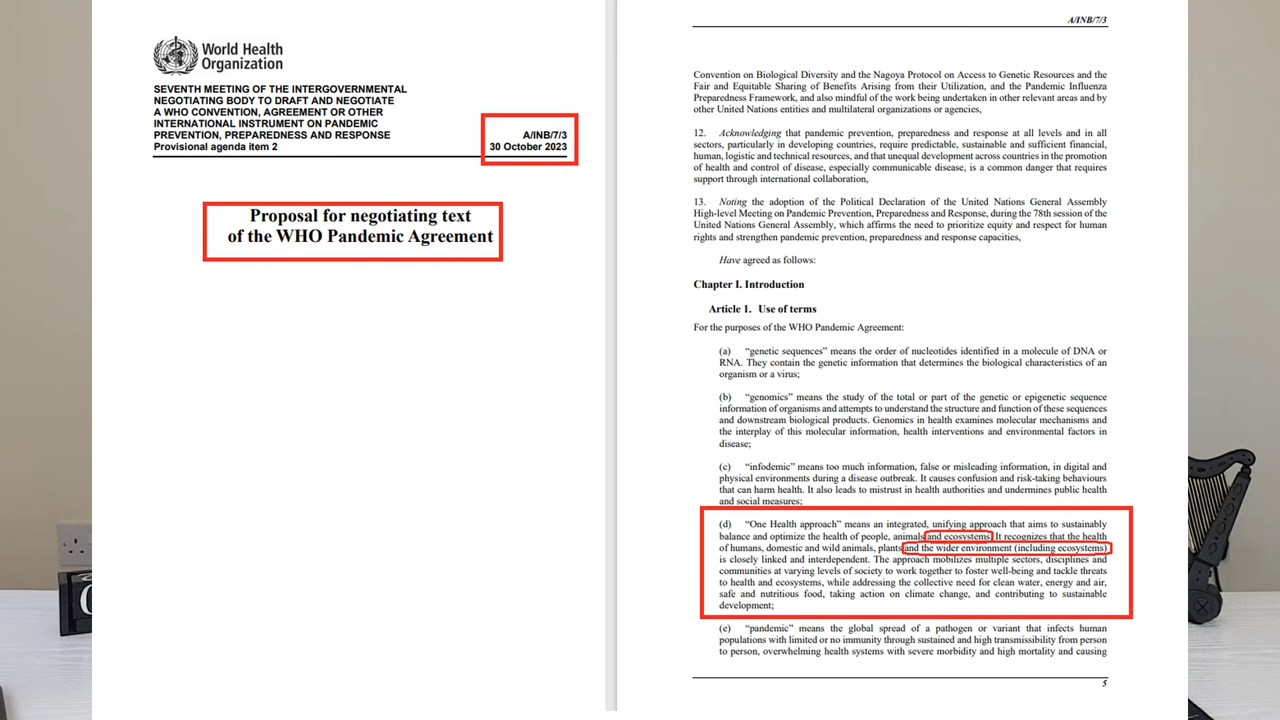 World Health
Organization
SEVENTH MEETING OF THE INTERGOVERNMENTAL
NEGOTIATING BODY TO DRAFT AND NEGOTIATE
A WHO CONVENTION, AGREEMENT OR OTHER
INTERNATIONAL INSTRUMENT ON PANDEMIC
PREVENTION, PREPAREDNESS AND RESPONSE
Provisional agenda item 2
A/INB/7/3
30 October 2023
Proposal for negotiating text
of the WHO Pandemic Agreement
A/INB/7/3
Convention on Biological Diversity and the Nagoya Protocol on Access to Genetic Resources and the
Fair and Equitable Sharing of Benefits Arising from their Utilization, and the Pandemic Influenza
Preparedness Framework, and also mindful of the work being undertaken in other relevant areas and by
other United Nations entities and multilateral organizations or agencies,
12. Acknowledging that pandemic prevention, preparedness and response at all levels and in all
sectors, particularly in developing countries, require predictable, sustainable and sufficient financial,
human, logistic and technical resources, and that unequal development across countries in the promotion
of health and control of disease, especially communicable disease, is a common danger that requires
support through international collaboration,
13. Noting the adoption of the Political Declaration of the United Nations General Assembly
High-level Meeting on Pandemic Prevention, Preparedness and Response, during the 78th session of the
United Nations General Assembly, which affirms the need to prioritize equity and respect for human
rights and strengthen pandemic prevention, preparedness and response capacities,
Have agreed as follows:
Chapter I. Introduction
Article 1. Use of terms
For the purposes of the WHO Pandemic Agreement:
(a) “genetic sequences” means the order of nucleotides identified in a molecule of DNA or
RNA. They contain the genetic information that determines the biological characteristics of an
organism or a virus;
(b) “genomics” means the study of the total or part of the genetic or epigenetic sequence
information of organisms and attempts to understand the structure and function of these sequences
and downstream biological products. Genomics in health examines molecular mechanisms and
the interplay of this molecular information, health interventions and environmental factors in
disease;
(c) “infodemic” means too much information, false or misleading information, in digital and
physical environments during a disease outbreak. It causes confusion and risk-taking behaviours
that can harm health. It also leads to mistrust in health authorities and undermines public health
and social measures;
(d) “One Health approach” means an integrated, unifying approach that aims to sustainably
balance and optimize the health of people, animals and ecosystems. It recognizes that the health
of humans, domestic and wild animals, plants and the wider environment (including ecosystems)
is closely linked and interdependent. The approach mobilizes multiple sectors, disciplines and
communities at varying levels of society to work together to foster well-being and tackle threats
to health and ecosystems, while addressing the collective need for clean water, energy and air,
safe and nutritious food, taking action on climate change, and contributing to sustainable
development;
(e) “pandemic” means the global spread of a pathogen or variant that infects human
populations with limited or no immunity through sustained and high transmissibility from person
to person, overwhelming health systems with severe morbidity and high mortality and causing
5